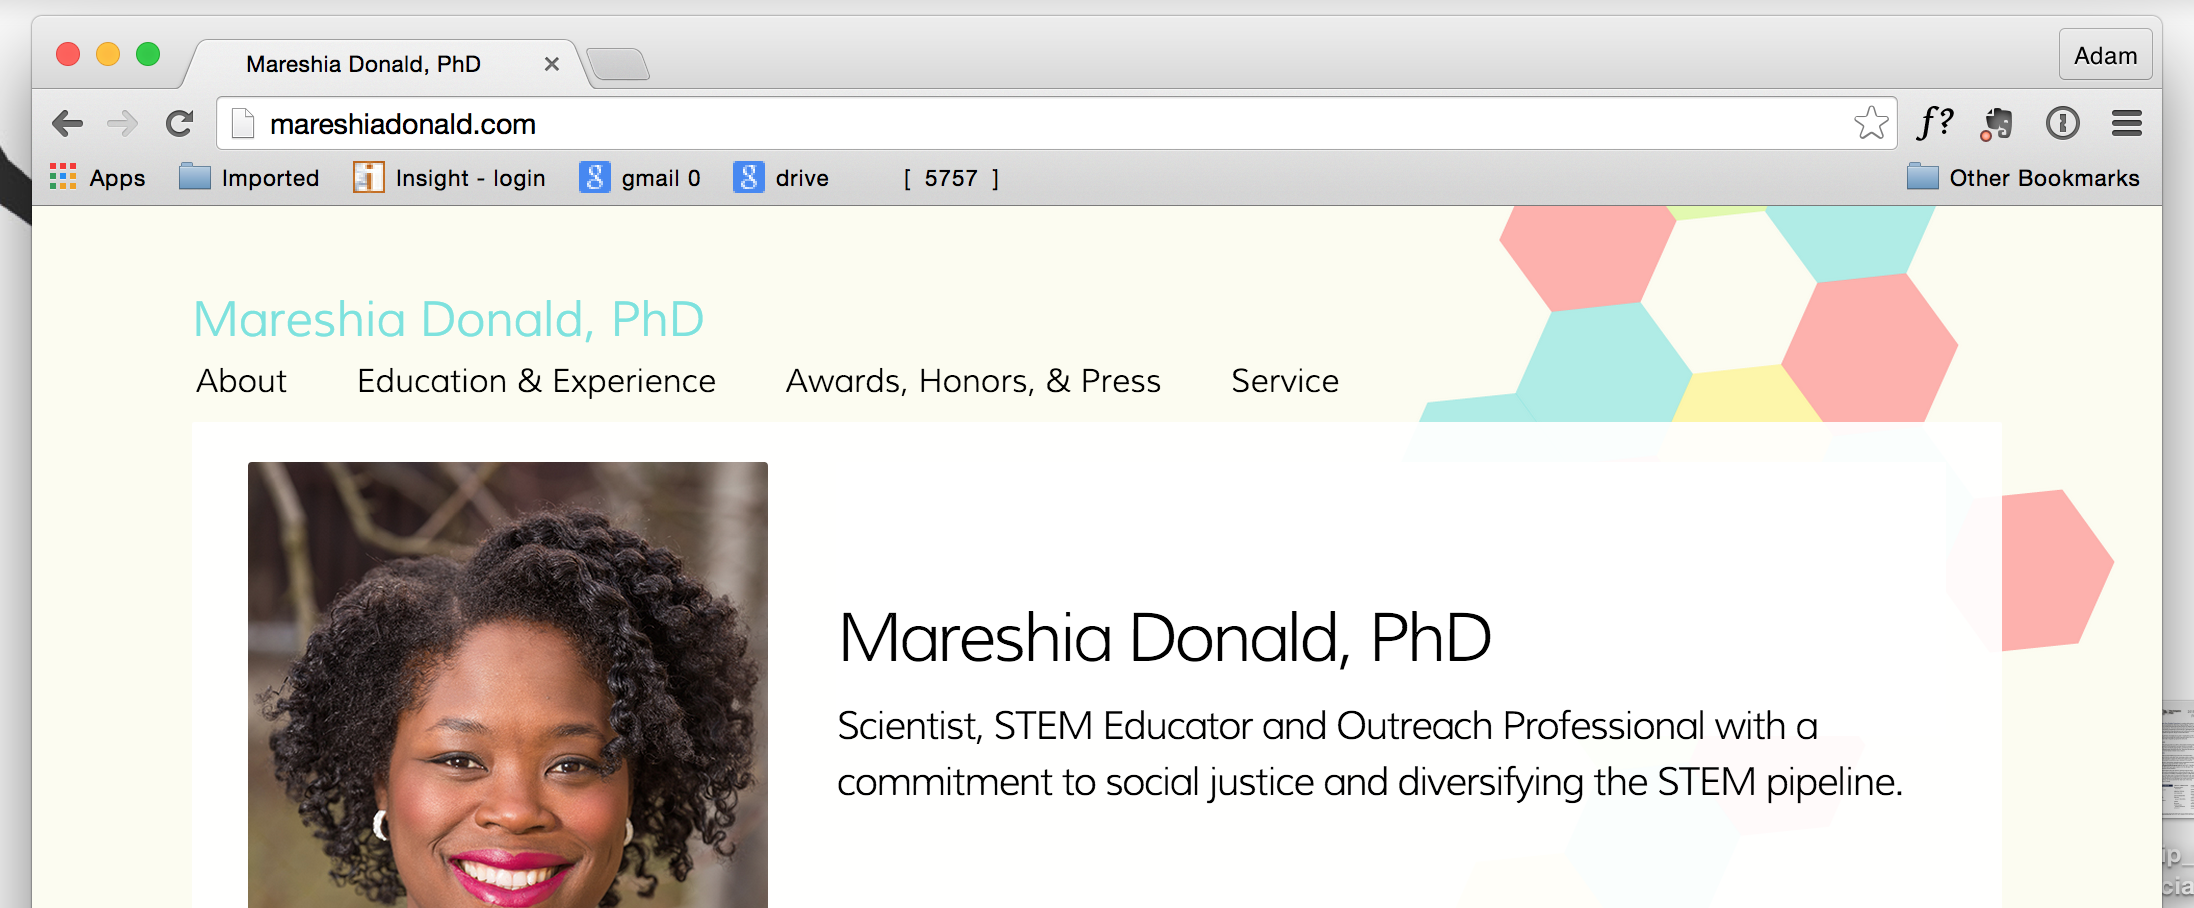 Mareshia Donald, PhD
Adam
mareshiadonald.com
f?
Apps Imported Insight - login gmail 0 drive [ 5757 ] Other Bookmarks
Mareshia Donald, PhD
About Education & Experience Awards, Honors, & Press Service
Mareshia Donald, PhD
Scientist, STEM Educator and Outreach Professional with a
commitment to social justice and diversifying the STEM pipeline.
ip_
cia